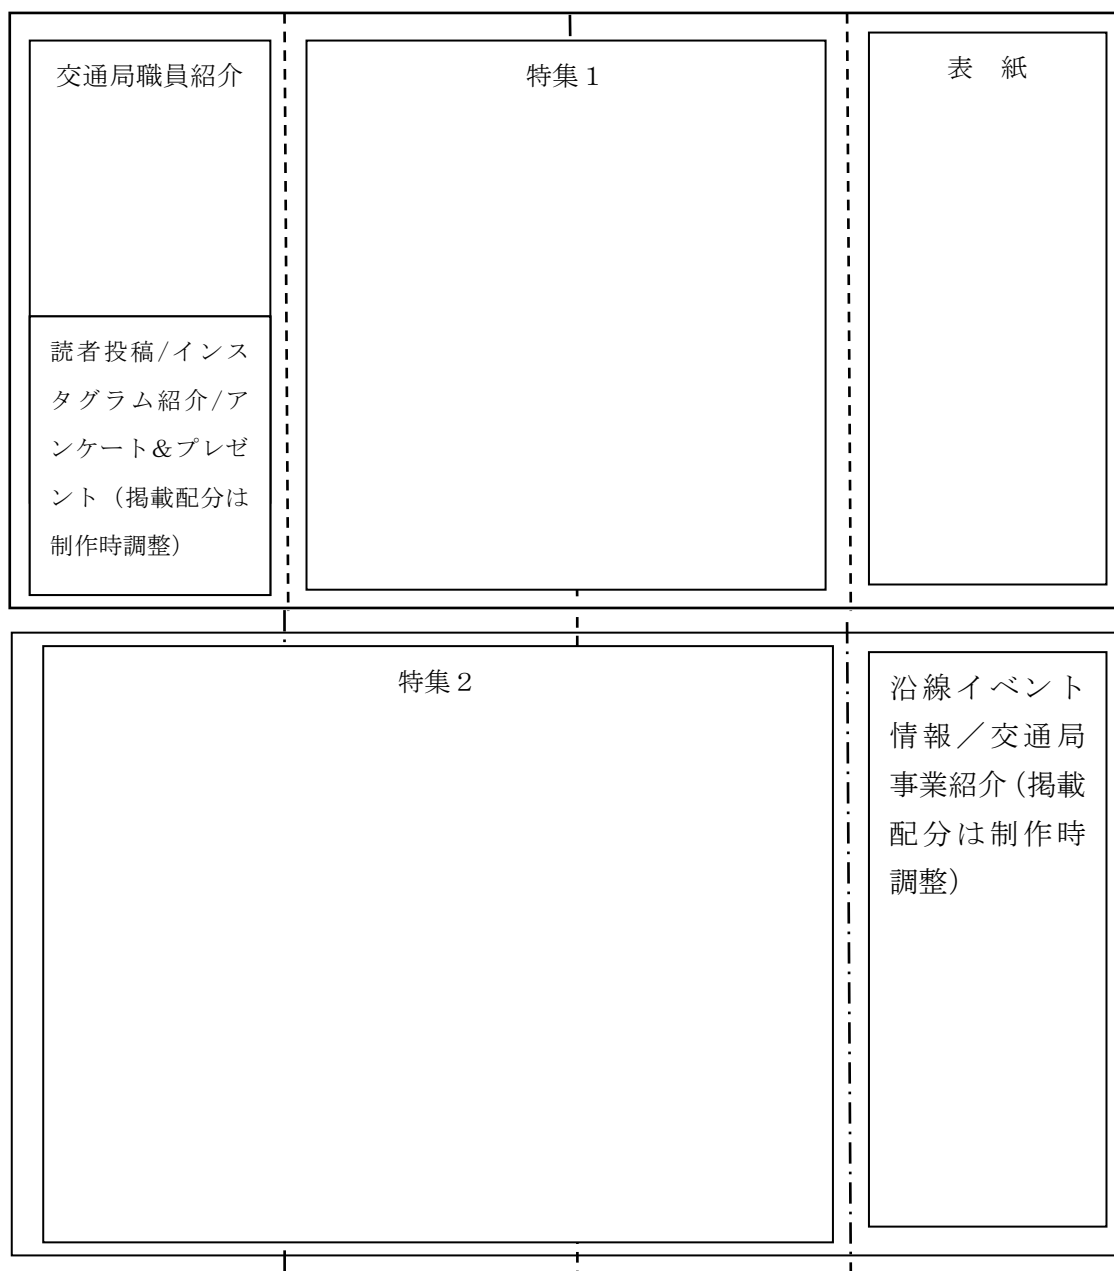 交通局職員紹介
読者投稿/インス
タグラム紹介/ア
ンケート＆プレゼ
ント（掲載配分は
制作時調整）
特集１
表　紙
特集２
沿線イベント
情報／交通局
事業紹介（掲載
配分は制作時
調整）